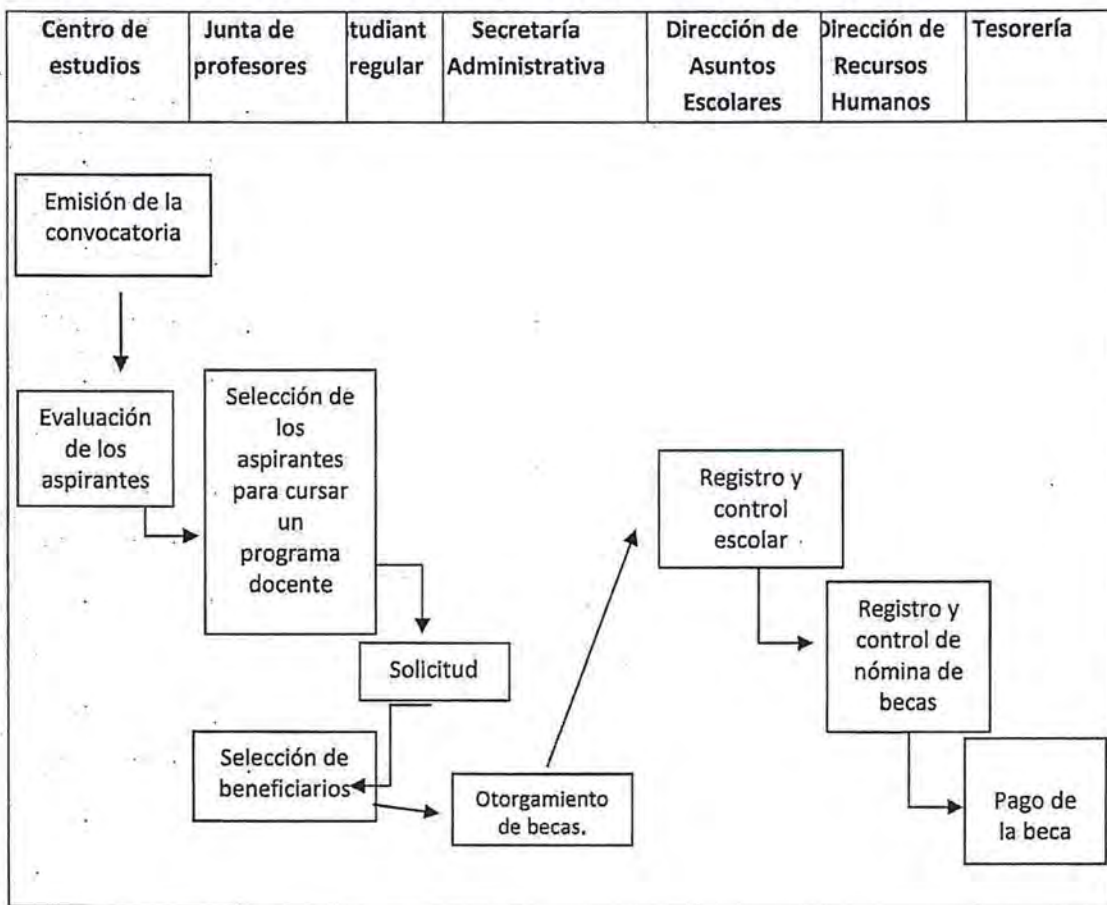 Centro de
estudios
Junta de
profesores
tudiant
regular
Secretaría
Administrativa
Dirección de
Asuntos
Escolares
Dirección de
Recursos
Humanos
Tesorería
Emisión de la
convocatoria
Evaluación
de los
aspirantes
Selección de
los
aspirantes
para cursar
un
programa
docente
Solicitud
Selección de
beneficiarios
Otorgamiento
de becas.
Registro y
control
escolar
Registro y
control de
nómina de
becas
Pago de
la beca